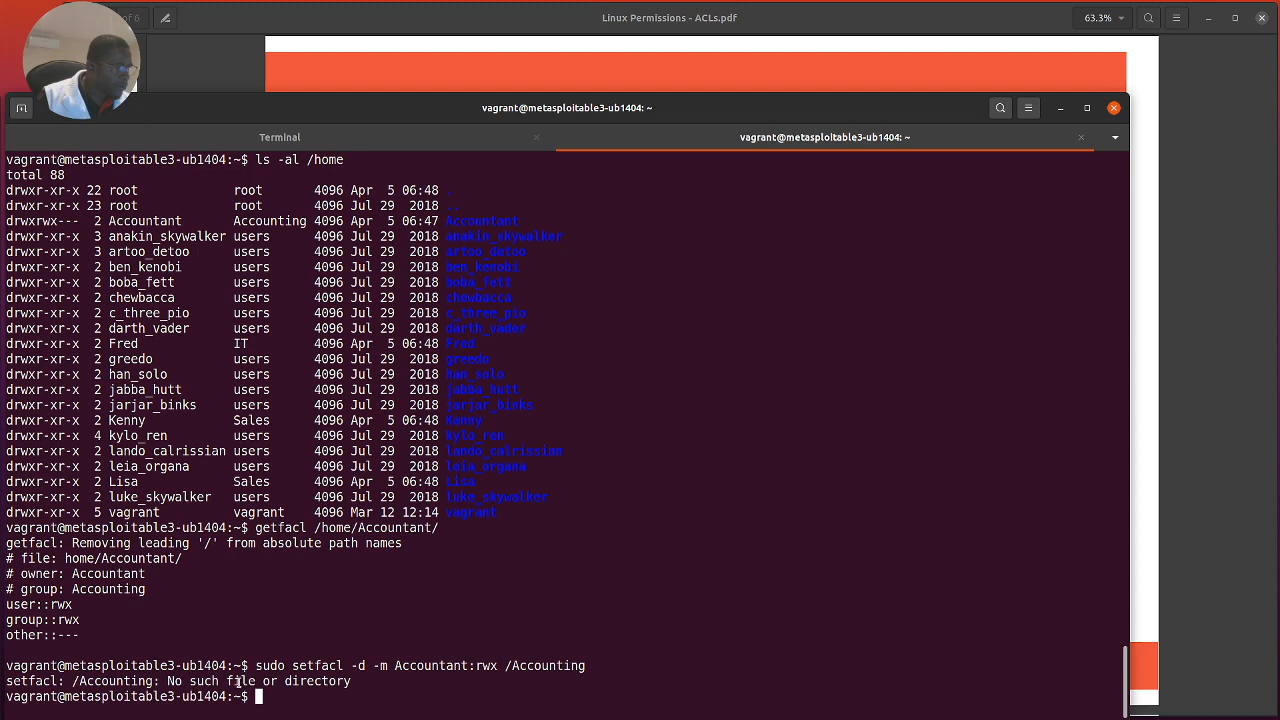 of 6
Linux Permissions - ACLs.pdf
63.3%
vagrant@metasploitable3-ub1404: ~
Terminal
vagrant@metasploitable3-ub1404: ~
vagrant@metasploitable3-ub1404:~$ ls -al /home
total 88
drwxr-xr-x 22 root root 4096 Apr 5 06:48 .
drwxr-xr-x 23 root root 4096 Jul 29 2018 ..
drwxrwx--- 2 Accountant Accounting 4096 Apr 5 06:47 Accountant
drwxr-xr-x 3 anakin_skywalker users 4096 Jul 29 2018 anakin_skywalker
drwxr-xr-x 3 artoo_detoo users 4096 Jul 29 2018 artoo_detoo
drwxr-xr-x 2 ben_kenobi users 4096 Jul 29 2018 ben_kenobi
drwxr-xr-x 2 boba_fett users 4096 Jul 29 2018 boba_fett
drwxr-xr-x 2 chewbacca users 4096 Jul 29 2018 chewbacca
drwxr-xr-x 2 c_three_pio users 4096 Jul 29 2018 c_three_pio
drwxr-xr-x 2 darth_vader users 4096 Jul 29 2018 darth_vader
drwxr-xr-x 2 Fred IT 4096 Apr 5 06:48 Fred
drwxr-xr-x 2 greedo users 4096 Jul 29 2018 greedo
drwxr-xr-x 2 han_solo users 4096 Jul 29 2018 han_solo
drwxr-xr-x 2 jabba_hutt users 4096 Jul 29 2018 jabba_hutt
drwxr-xr-x 2 jarjar_binks users 4096 Jul 29 2018 jarjar_binks
drwxr-xr-x 2 Kenny Sales 4096 Apr 5 06:48 Kenny
drwxr-xr-x 4 kylo_ren users 4096 Jul 29 2018 kylo_ren
drwxr-xr-x 2 lando_calrissian users 4096 Jul 29 2018 lando_calrissian
drwxr-xr-x 2 leia_organa users 4096 Jul 29 2018 leia_organa
drwxr-xr-x 2 Lisa Sales 4096 Apr 5 06:48 Lisa
drwxr-xr-x 2 luke_skywalker users 4096 Jul 29 2018 luke_skywalker
drwxr-xr-x 5 vagrant vagrant 4096 Mar 12 12:14 vagrant
vagrant@metasploitable3-ub1404:~$ getfacl /home/Accountant/
getfacl: Removing leading '/' from absolute path names
# file: home/Accountant/
# owner: Accountant
# group: Accounting
user::rwx
group::rwx
other::---
vagrant@metasploitable3-ub1404:~$ sudo setfacl -d -m Accountant:rwx /Accounting
setfacl: /Accounting: No such file or directory
vagrant@metasploitable3-ub1404:~$